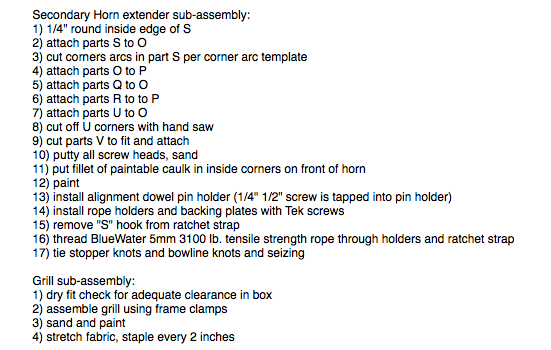 Secondary Horn extender sub-assembly:
1) 1/4" round inside edge of S
2) attach parts S to O
3) cut corners arcs in part S per corner arc template
4) attach parts O to P
5) attach parts Q to O
6) attach parts R to to P
7) attach parts U to O
8) cut off U corners with hand saw
9) cut parts V to fit and attach
10) putty all screw heads, sand
11) put fillet of paintable caulk in inside corners on front of horn
12) paint
13) install alignment dowel pin holder (1/4" 1/2" screw is tapped into pin holder)
14) install rope holders and backing plates with Tek screws
15) remove "S" hook from ratchet strap
16) thread BlueWater 5mm 3100 lb. tensile strength rope through holders and ratchet strap
17) tie stopper knots and bowline knots and seizing
Grill sub-assembly:
1) dry fit check for adequate clearance in box
2) assemble grill using frame clamps
3) sand and paint
4) stretch fabric, staple every 2 inches